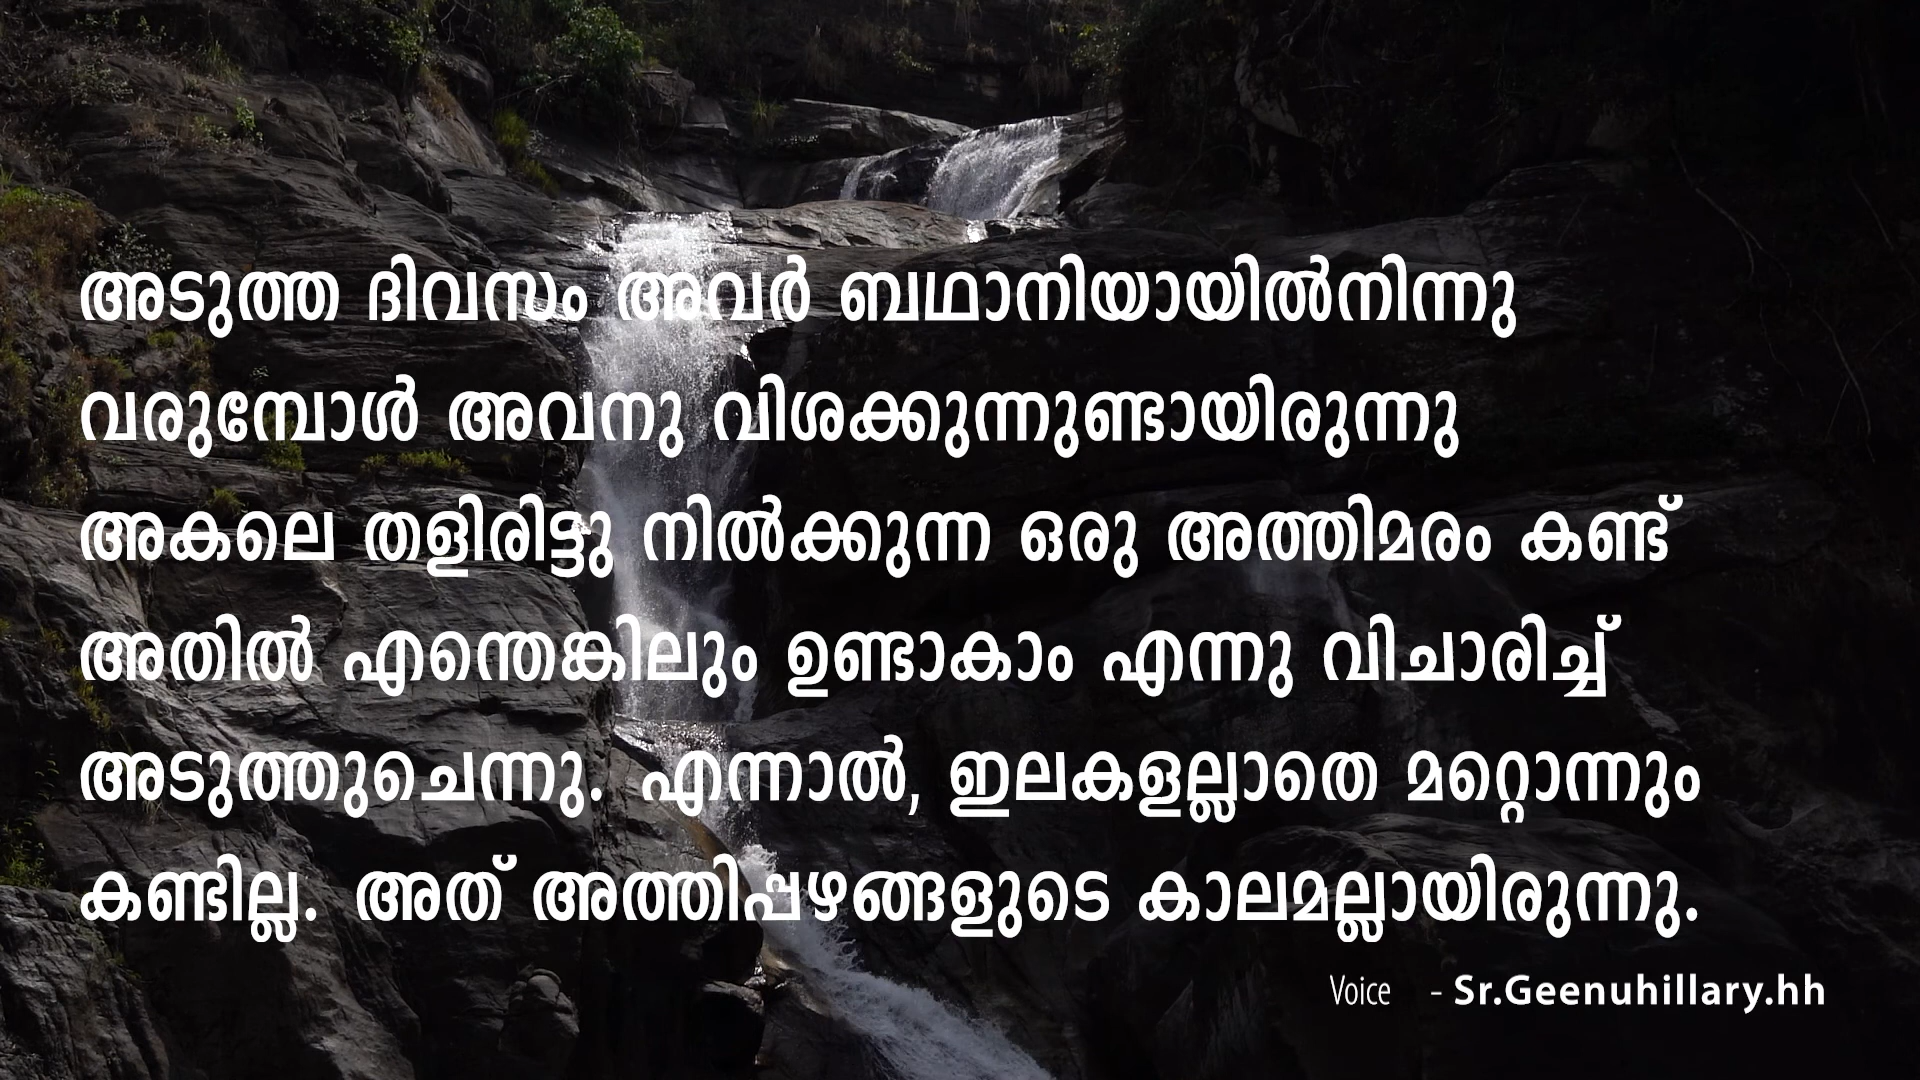 അടുത്ത ദിവസം അവർ ബഥാനിയായിൽനിന്നു
വരുമ്പോൾ അവനു വിശക്കുന്നുണ്ടായിരുന്നു
അകലെ തളിരിട്ടു നിൽക്കുന്ന ഒരു അത്തിമരം കണ്ട്
അതിൽ എന്തെങ്കിലും ഉണ്ടാകാം എന്നു വിചാരിച്ച്
അടുത്തുചെന്നു. എന്നാൽ, ഇലകളല്ലാതെ മറ്റൊന്നും
കണ്ടില്ല. അത് അത്തിപ്പഴങ്ങളുടെ കാലമല്ലായിരുന്നു.
Voice - Sr.Geenuhillary.hh